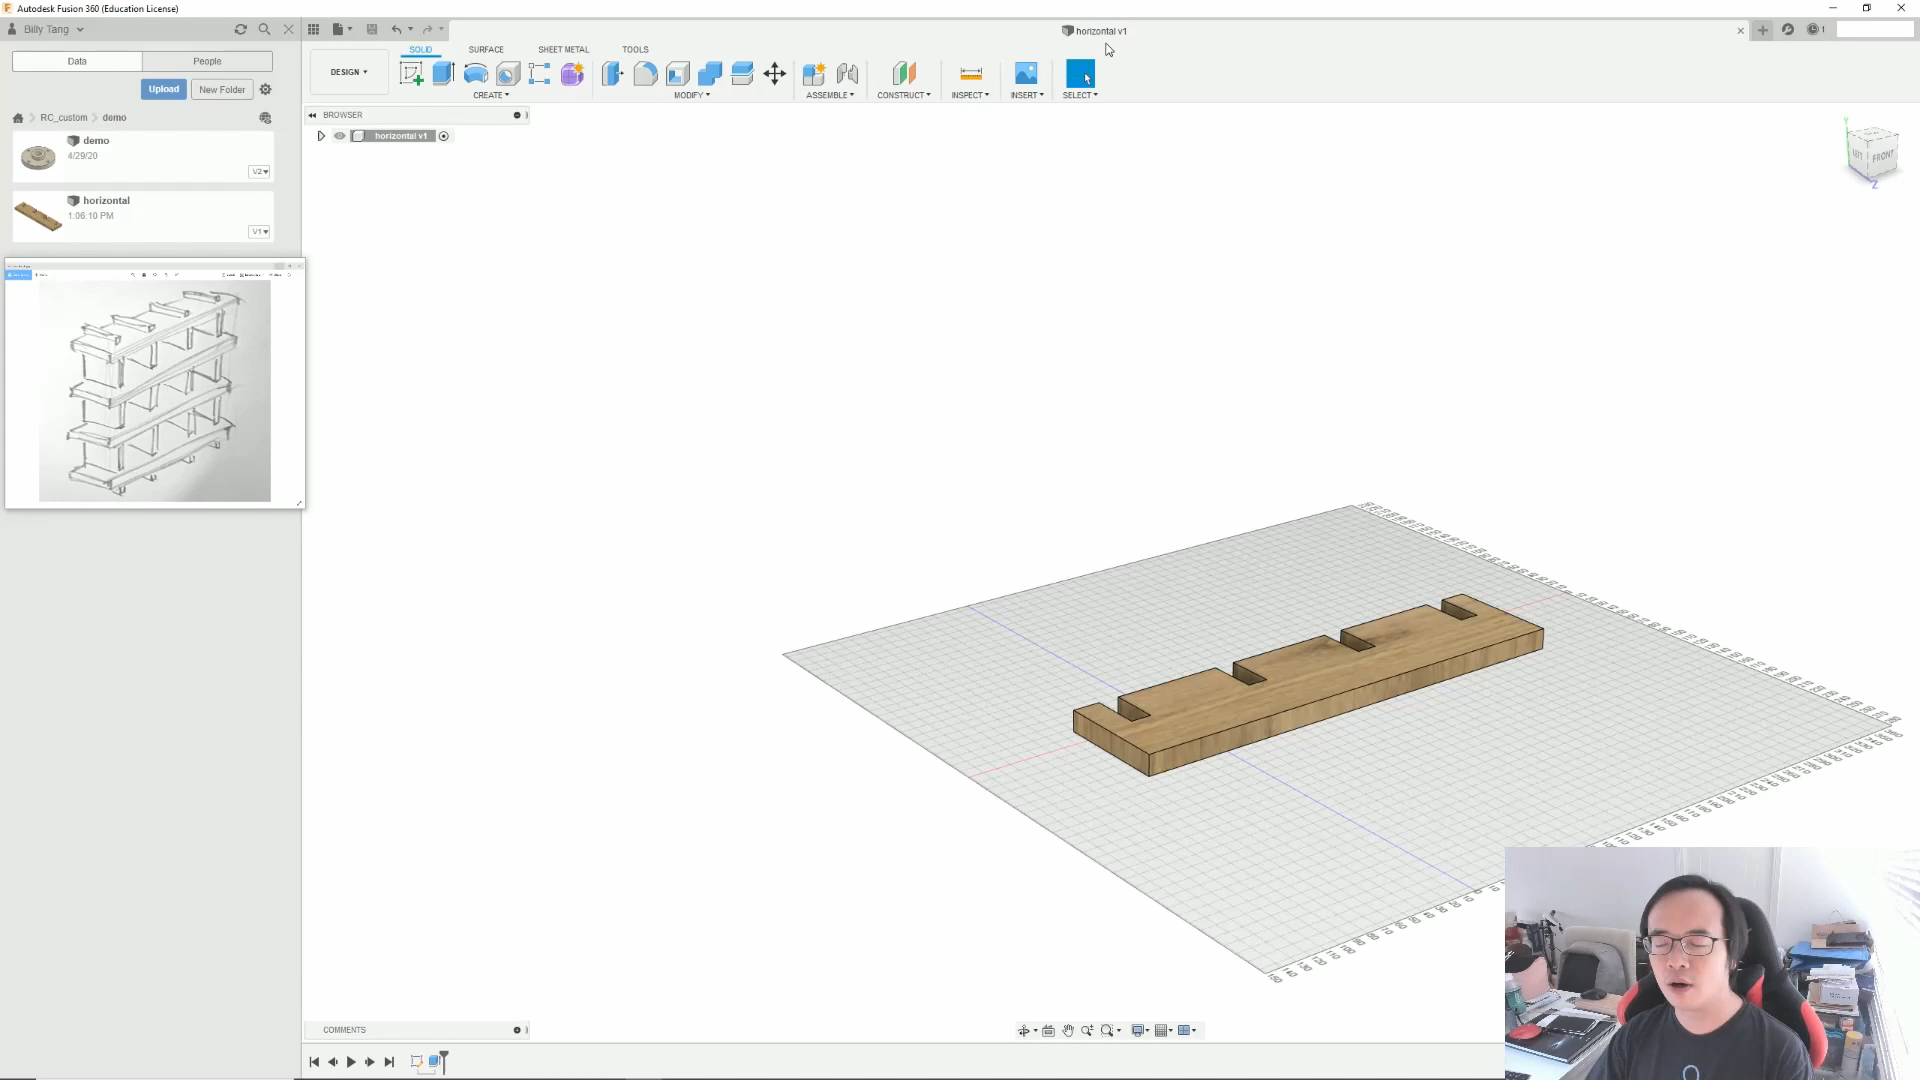 Autodesk Fusion 360 (Education License)
Billy Tang
horizontal v1
1
Data
People
Upload
New Folder
RC_custom
demo
demo
4/29/20
V2
horizontal
1:06:10 PM
V1
DESIGN
SOLID
SURFACE
SHEET METAL
TOOLS
CREATE
MODIFY
ASSEMBLE
CONSTRUCT
INSPECT
INSERT
SELECT
BROWSER
horizontal v1
Y
LEFT
FRONT
Z
COMMENTS